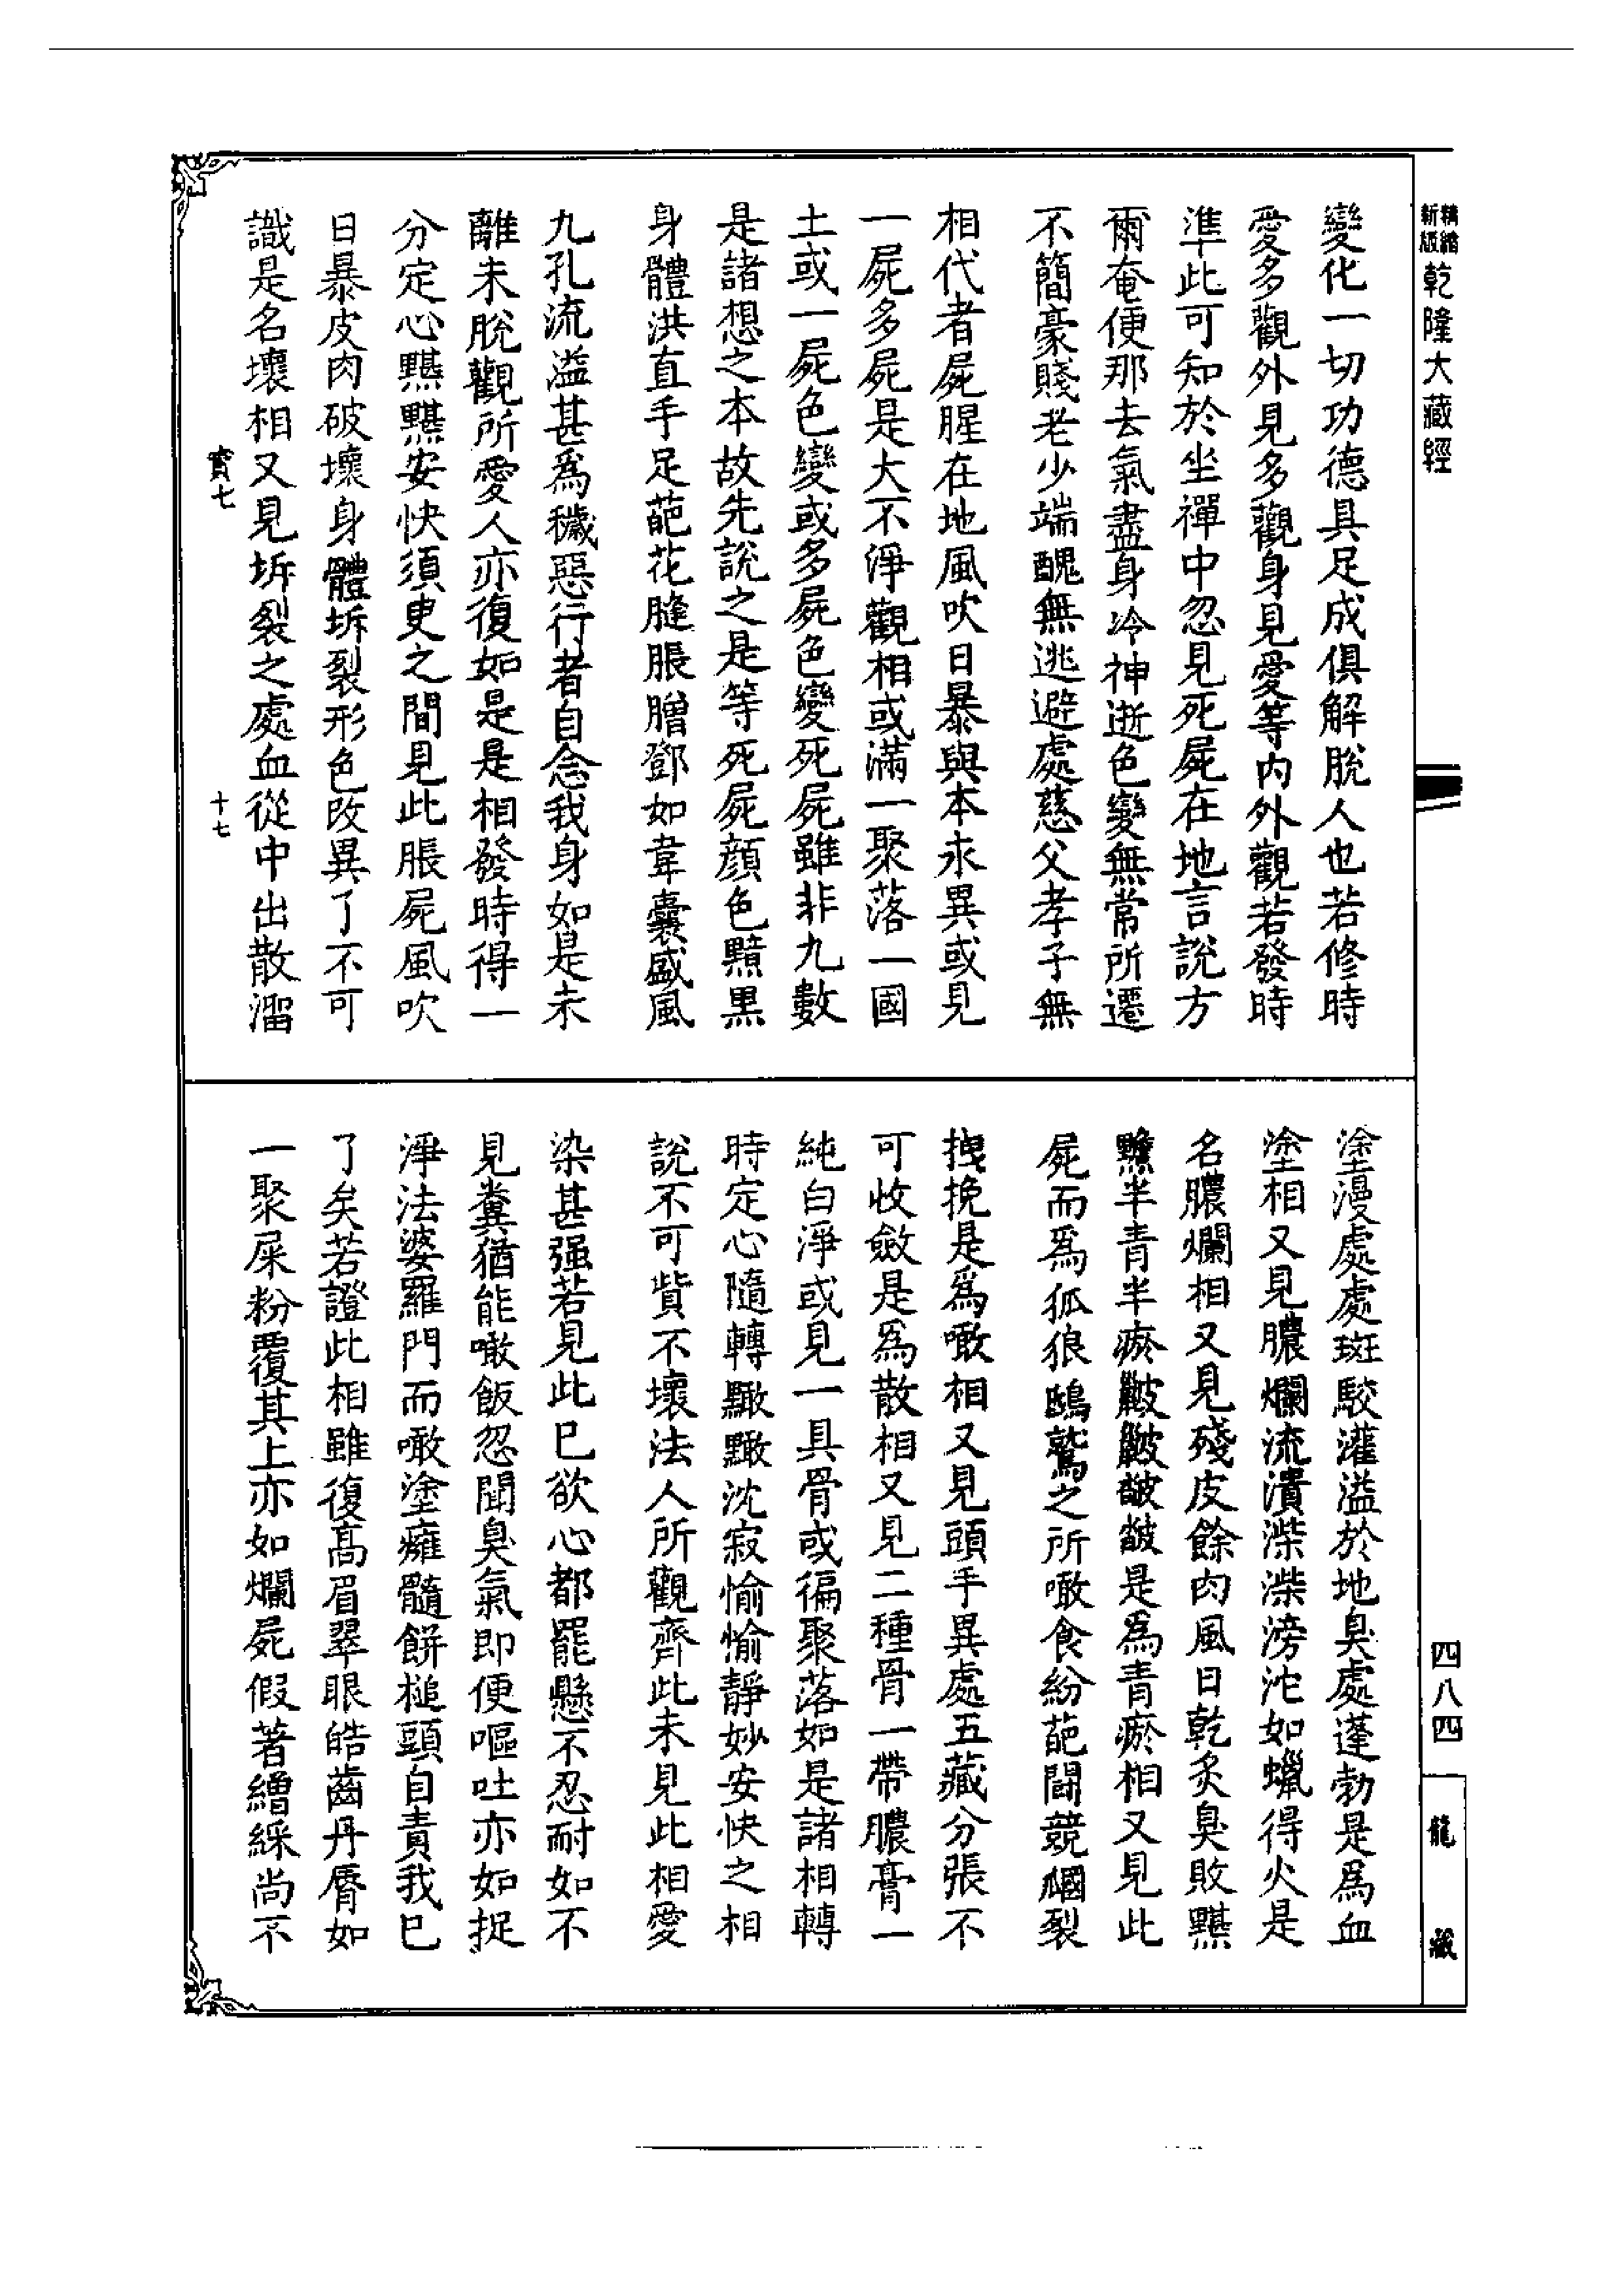 精縮新版
乾隆大藏經
變化一切功德具足成俱解脫人也若修時
愛多觀外見多觀身見愛等內外觀若發時
準此可知於坐禪中忽見死屍在地言說方
爾奄便那去氣盡身冷神逝色變無常所遷
不簡豪賤老少端醜無逃避處慈父孝子無
相代者屍腥在地風吹日暴與本永異或見
一屍多屍是大不淨觀相或滿一聚落一國
土或一屍色變或多屍色變死屍雖非九數
是諸想之本故先說之是等死屍顏色黯黑
身體洪直手足葩花膖脹膖鄧如韋囊盛風
九孔流溢甚為穢惡行者自念我身如是未
離未脫觀所愛人亦復如是是相發時得一
分定心黮黮安快須臾之間見此脹屍風吹
日暴皮肉破壞身體坼裂形色改異了不可
識是名壞相又見坼裂之處血從中出散溜
寳七
十七
塗漫處處斑駮灌溢於地臭處蓬勃是為血
塗相又見膿爛流潰滐滐滂沱如蠟得火是
名膿爛相又見殘皮餘肉風日乾炙臭敗黮
黵半青半瘀皾皾皵皵是為青瘀相又見此
屍而為狐狼鴟鷲之所噉食紛葩鬪競𤔩裂
拽挽是為噉相又見頭手異處五藏分張不
可收斂是為散相又見二種骨一帶膿膏一
純白淨或見一具骨或徧聚落如是諸相轉
時定心隨轉黰黰沈寂愉愉靜妙安快之相
說不可訾不壞法人所觀齊此未見此相愛
染甚强若見此已欲心都罷懸不忍耐如不
見糞猶能噉飯忽聞臭氣即便嘔吐亦如捉
淨法婆羅門而噉塗癰髓餅槌頭自責我已
了矣若證此相雖復高眉翠眼皓齒丹脣如
一聚屎粉覆其上亦如爛屍假著繒綵尚不
四八四
龍藏